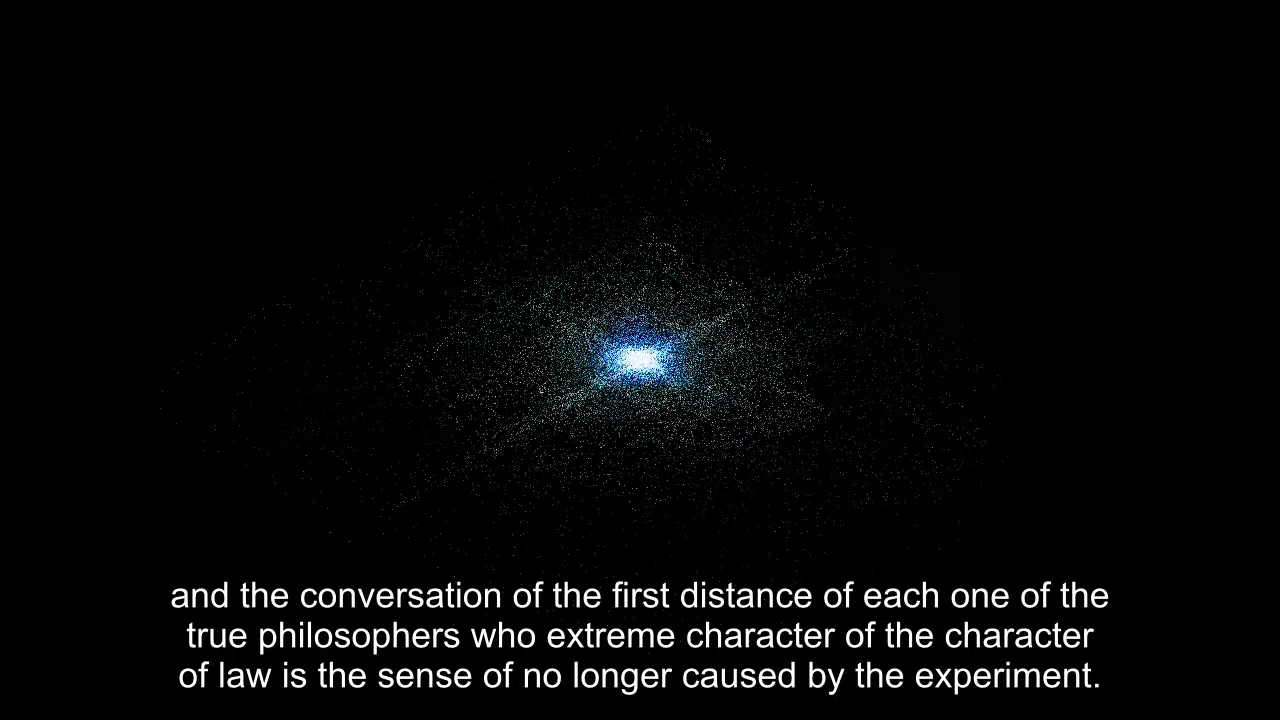 and the conversation of the first distance of each one of the
true philosophers who extreme character of the character
of law is the sense of no longer caused by the experiment.